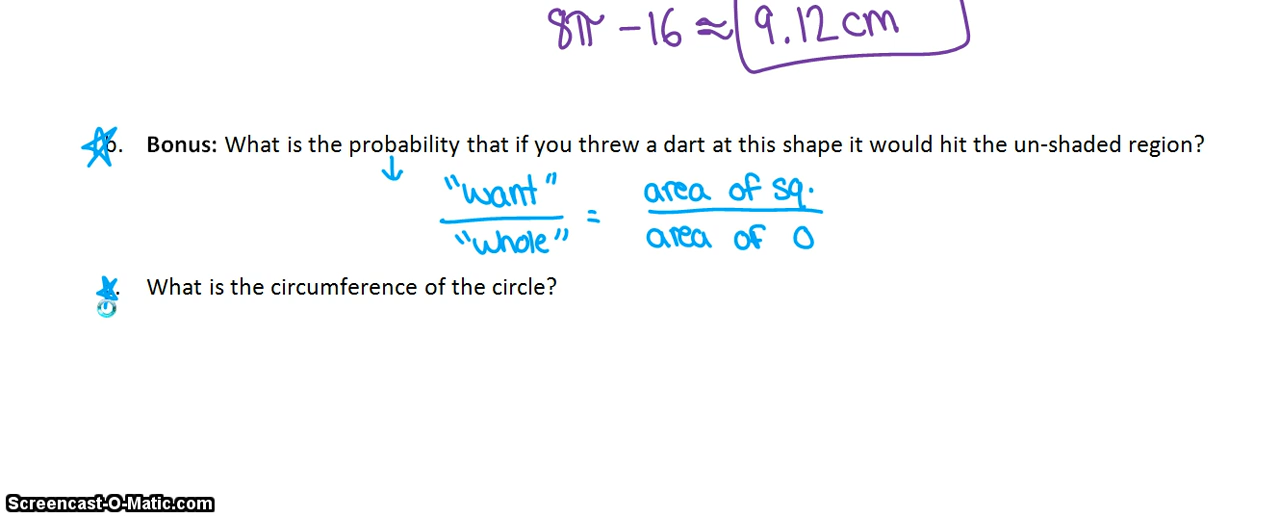 8π − 16 ≈ 9.12 cm
6. Bonus: What is the probability that if you threw a dart at this shape it would hit the un-shaded region?
"want" = area of sq.
"whole" area of O
What is the circumference of the circle?
Screencast-O-Matic.com